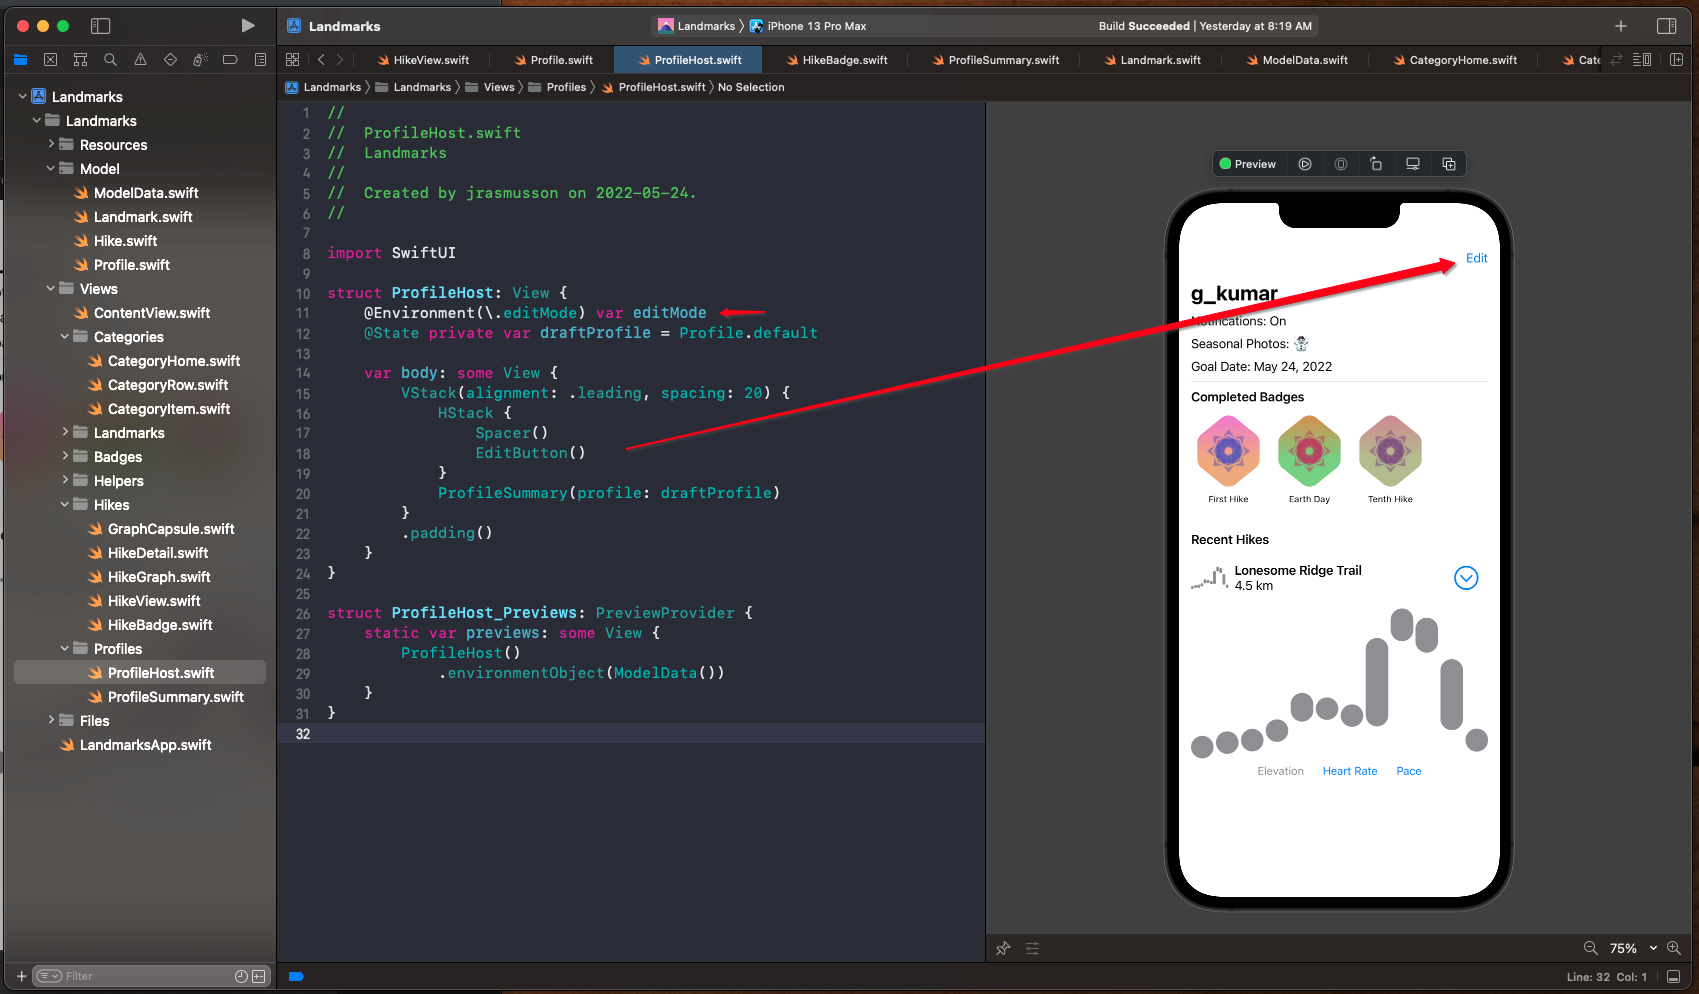 Landmarks
Landmarks 〉 iPhone 13 Pro Max
Build Succeeded | Yesterday at 8:19 AM
HikeView.swift
Profile.swift
ProfileHost.swift
HikeBadge.swift
ProfileSummary.swift
Landmark.swift
ModelData.swift
CategoryHome.swift
Cate
Landmarks 〉 Landmarks 〉 Views 〉 Profiles 〉 ProfileHost.swift 〉 No Selection
Landmarks
Landmarks
Resources
Model
ModelData.swift
Landmark.swift
Hike.swift
Profile.swift
Views
ContentView.swift
Categories
CategoryHome.swift
CategoryRow.swift
CategoryItem.swift
Landmarks
Badges
Helpers
Hikes
GraphCapsule.swift
HikeDetail.swift
HikeGraph.swift
HikeView.swift
HikeBadge.swift
Profiles
ProfileHost.swift
ProfileSummary.swift
Files
LandmarksApp.swift
Filter
1 //
2 //  ProfileHost.swift
3 //  Landmarks
4 //
5 //  Created by jrasmusson on 2022-05-24.
6 //
7
8 import SwiftUI
9
10 struct ProfileHost: View {
11     @Environment(\.editMode) var editMode
12     @State private var draftProfile = Profile.default
13
14     var body: some View {
15         VStack(alignment: .leading, spacing: 20) {
16             HStack {
17                 Spacer()
18                 EditButton()
19             }
20             ProfileSummary(profile: draftProfile)
21         }
22         .padding()
23     }
24 }
25
26 struct ProfileHost_Previews: PreviewProvider {
27     static var previews: some View {
28         ProfileHost()
29             .environmentObject(ModelData())
30     }
31 }
32
Preview
Edit
g_kumar
Notifications: On
Seasonal Photos: ☃️
Goal Date: May 24, 2022
Completed Badges
First Hike
Earth Day
Tenth Hike
Recent Hikes
Lonesome Ridge Trail
4.5 km
Elevation
Heart Rate
Pace
75%
Line: 32 Col: 1